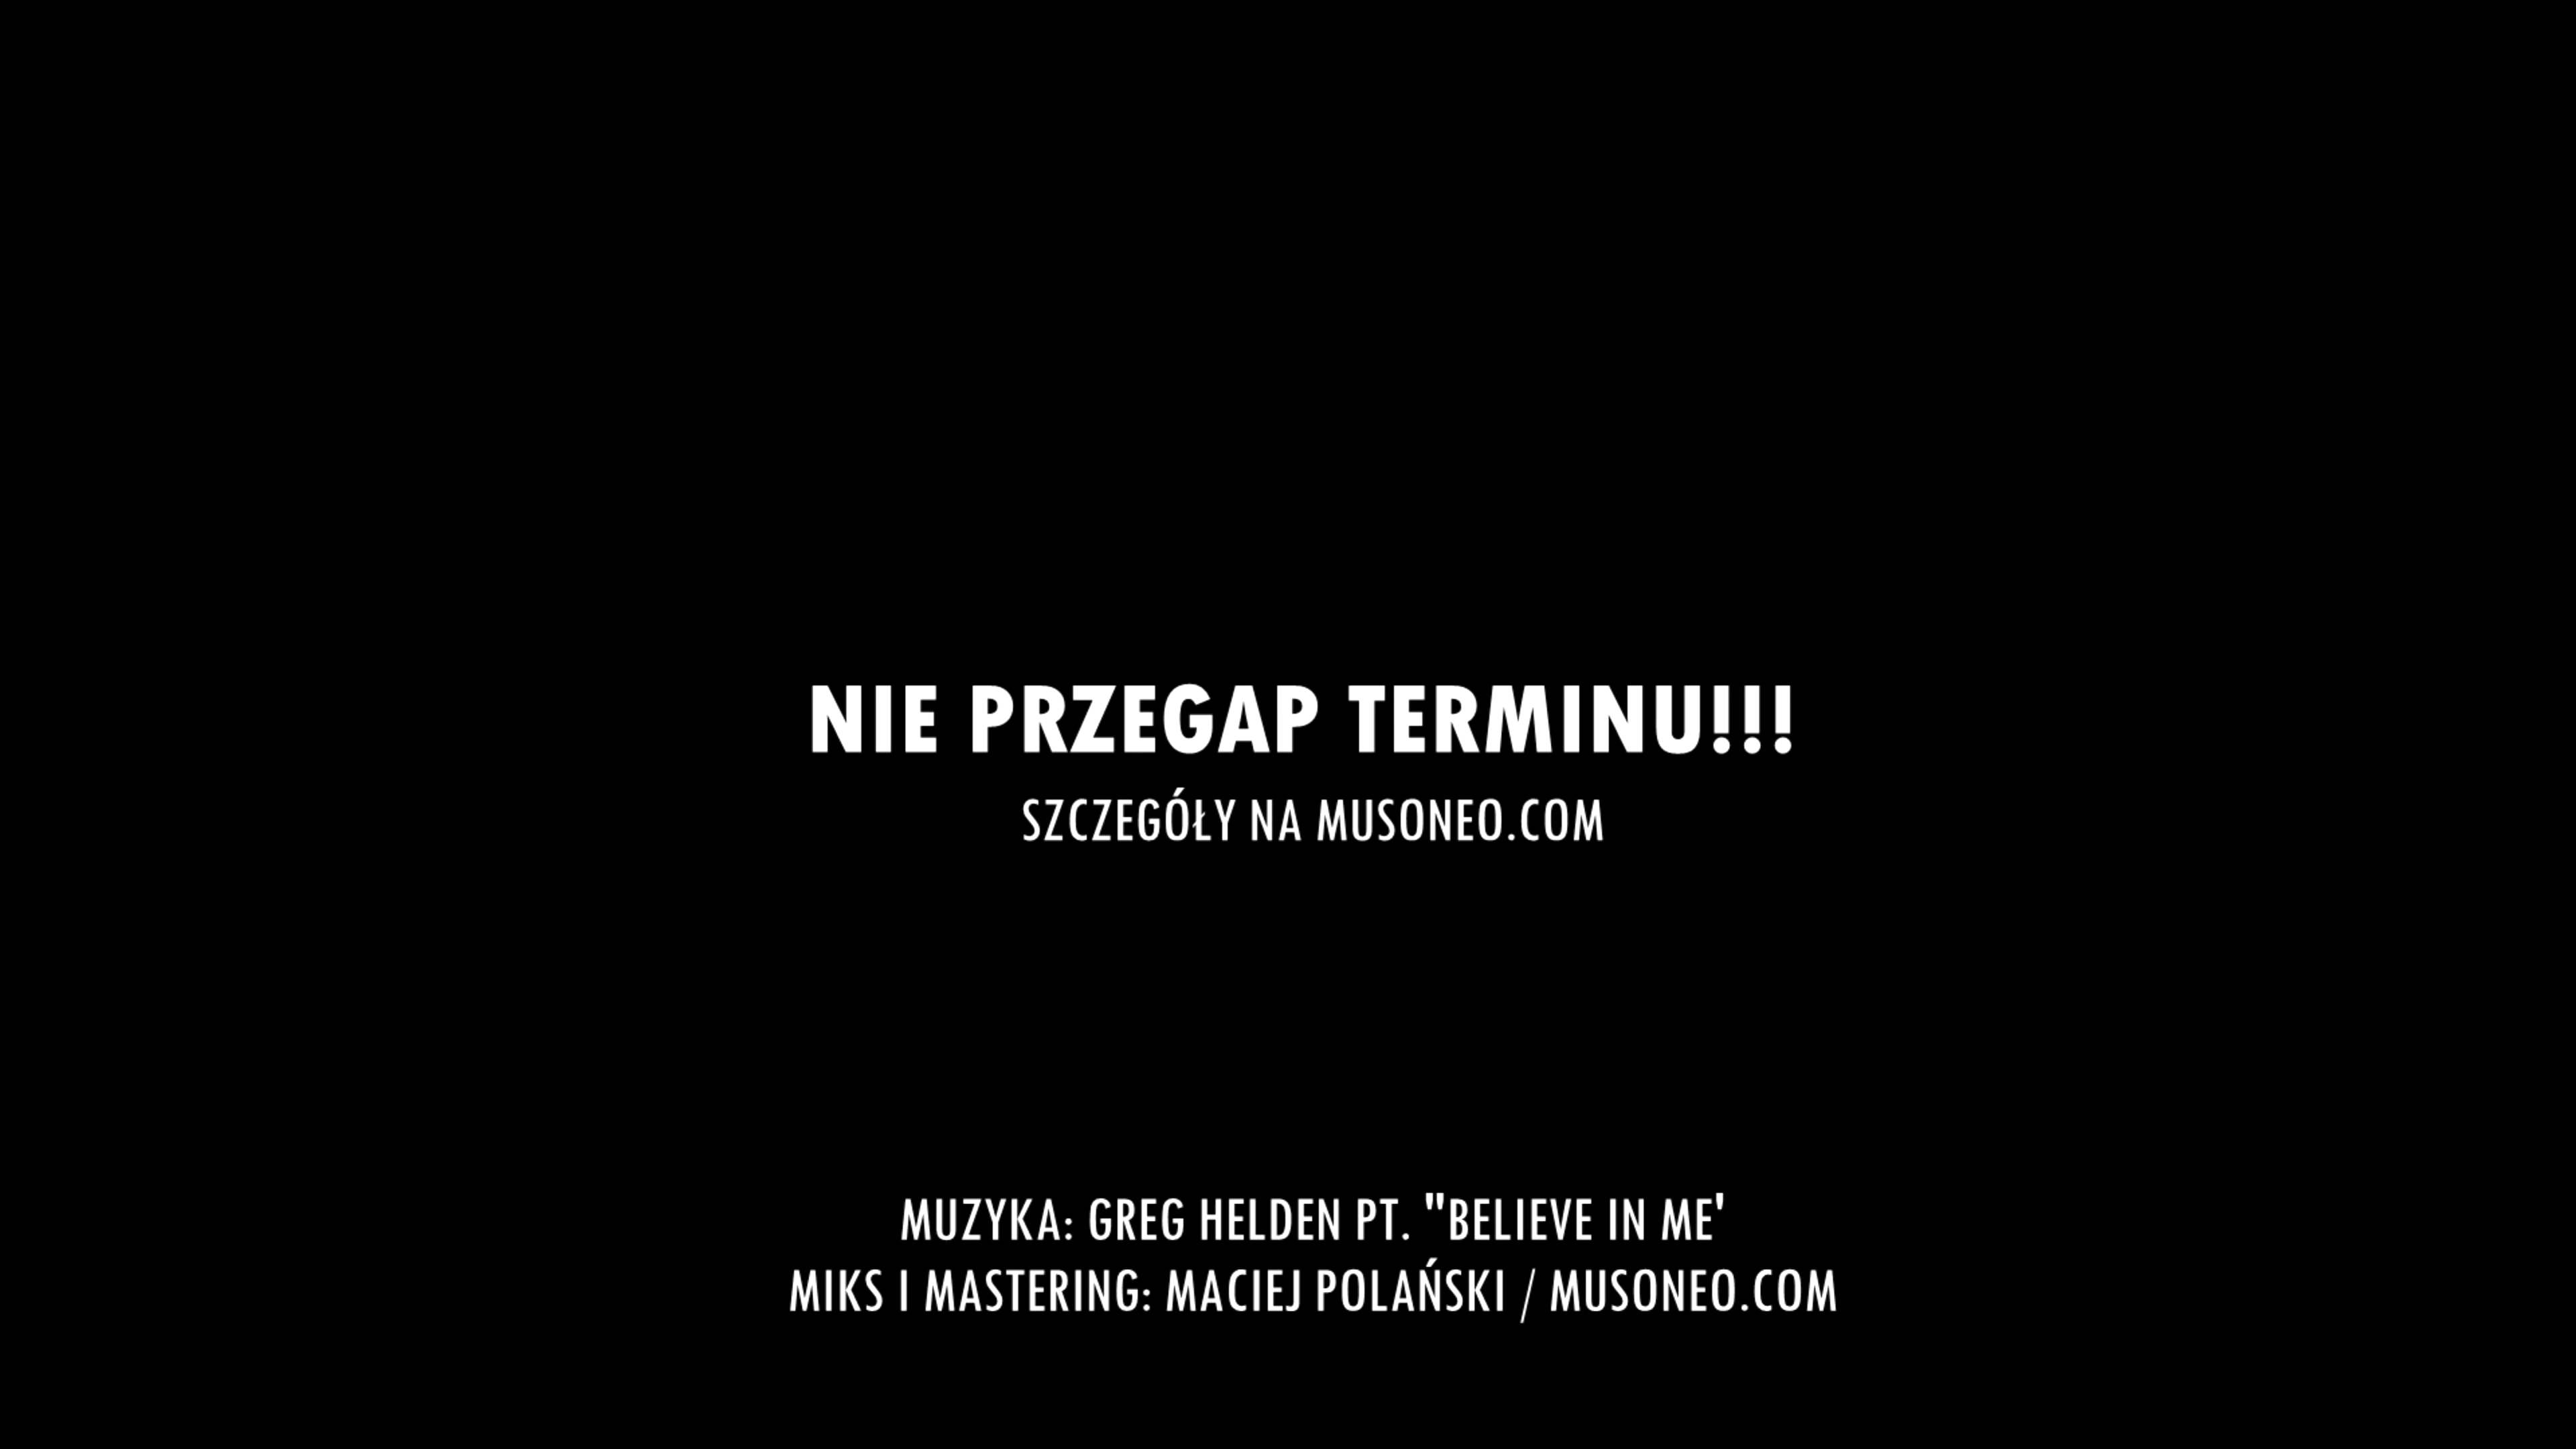 NIE PRZEGAP TERMINU!!!
SZCZEGÓŁY NA MUSONEO.COM
MUZYKA: GREG HELDEN PT. "BELIEVE IN ME'
MIKS I MASTERING: MACIEJ POLAŃSKI / MUSONEO.COM